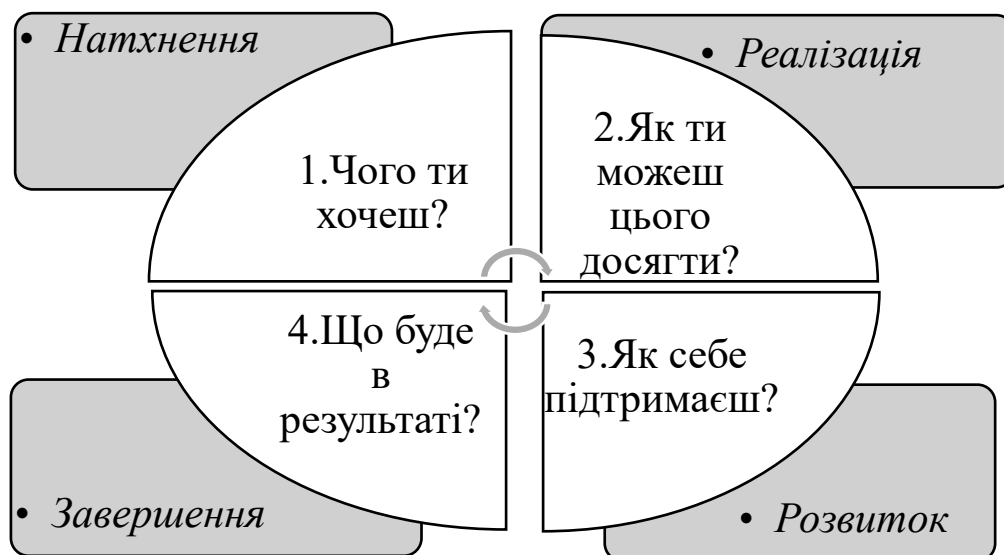 • Натхнення
• Реалізація
1.Чого ти
хочеш?
2.Як ти
можеш
цього
досягти?
4.Що буде
в
результаті?
3.Як себе
підтримаєш?
• Завершення
• Розвиток